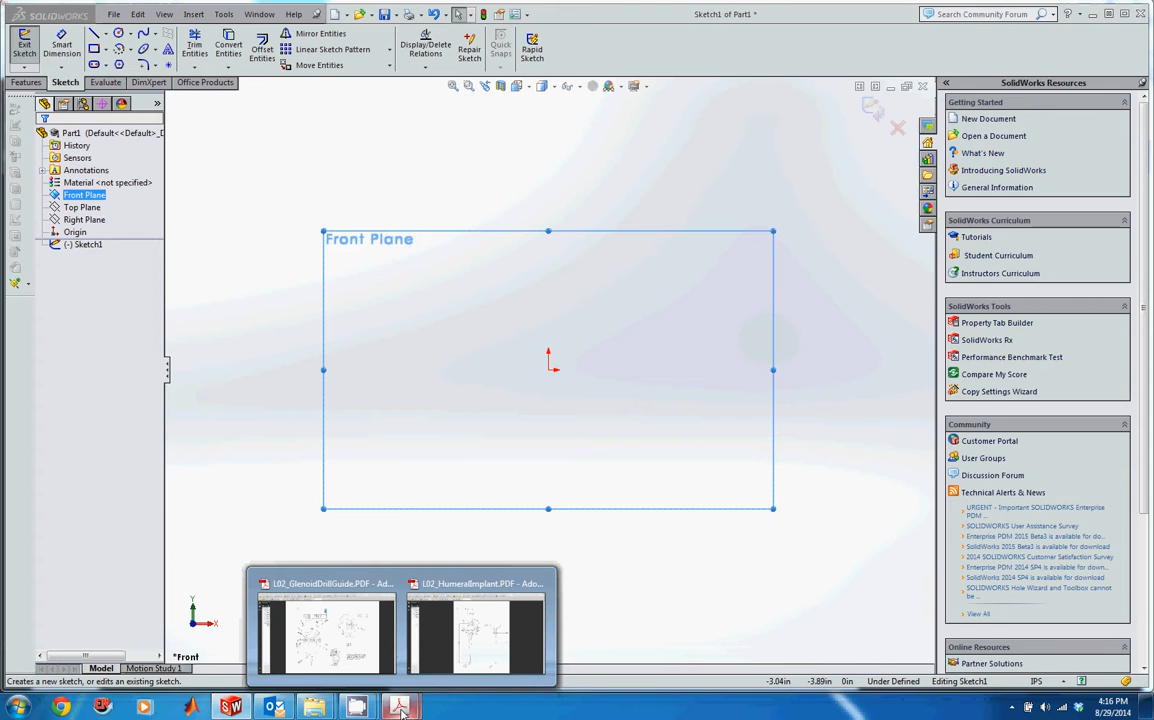 SOLIDWORKS
File
Edit
View
Insert
Tools
Window
Help
Sketch1 of Part1 *
Search Community Forum
Exit Sketch
Smart Dimension
Trim Entities
Convert Entities
Offset Entities
Mirror Entities
Linear Sketch Pattern
Move Entities
Display/Delete Relations
Repair Sketch
Quick Snaps
Rapid Sketch
Features
Sketch
Evaluate
DimXpert
Office Products
Part1 (Default<<Default>_D
History
Sensors
Annotations
Material <not specified>
Front Plane
Top Plane
Right Plane
Origin
(-) Sketch1
Front Plane
Y
X
*Front
SolidWorks Resources
Getting Started
New Document
Open a Document
What's New
Introducing SolidWorks
General Information
SolidWorks Curriculum
Tutorials
Student Curriculum
Instructors Curriculum
SolidWorks Tools
Property Tab Builder
SolidWorks Rx
Performance Benchmark Test
Compare My Score
Copy Settings Wizard
Community
Customer Portal
User Groups
Discussion Forum
Technical Alerts & News
URGENT - Important SOLIDWORKS Enterprise PDM ...
SOLIDWORKS User Assistance Survey
Enterprise PDM 2015 Beta3 is available for do...
SolidWorks 2015 Beta3 is available for download
2014 SOLIDWORKS Customer Satisfaction Survey
Enterprise PDM 2014 SP4 is available for down...
SolidWorks 2014 SP4 is available for download
SOLIDWORKS Hole Wizard and Toolbox cannot be ...
View All
Online Resources
Partner Solutions
L02_GlenoidDrillGuide.PDF - Ad...
L02_HumeralImplant.PDF - Ado...
Model
Motion Study 1
Creates a new sketch, or edits an existing sketch.
-3.04in
-3.89in
0in
Under Defined
Editing Sketch1
IPS
4:16 PM
8/29/2014